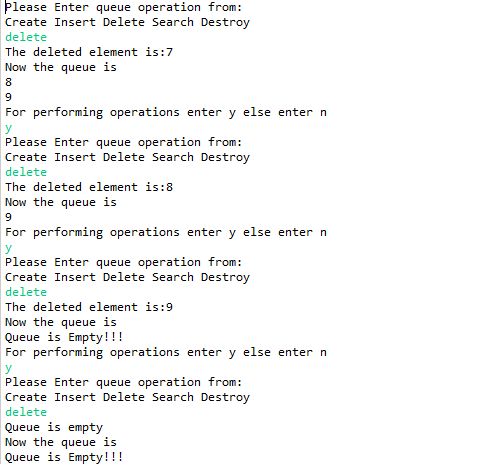 Please Enter queue operation from:
Create Insert Delete Search Destroy
delete
The deleted element is:7
Now the queue is
8
9
For performing operations enter y else enter n
y
Please Enter queue operation from:
Create Insert Delete Search Destroy
delete
The deleted element is:8
Now the queue is
9
For performing operations enter y else enter n
y
Please Enter queue operation from:
Create Insert Delete Search Destroy
delete
The deleted element is:9
Now the queue is
Queue is Empty!!!
For performing operations enter y else enter n
y
Please Enter queue operation from:
Create Insert Delete Search Destroy
delete
Queue is empty
Now the queue is
Queue is Empty!!!